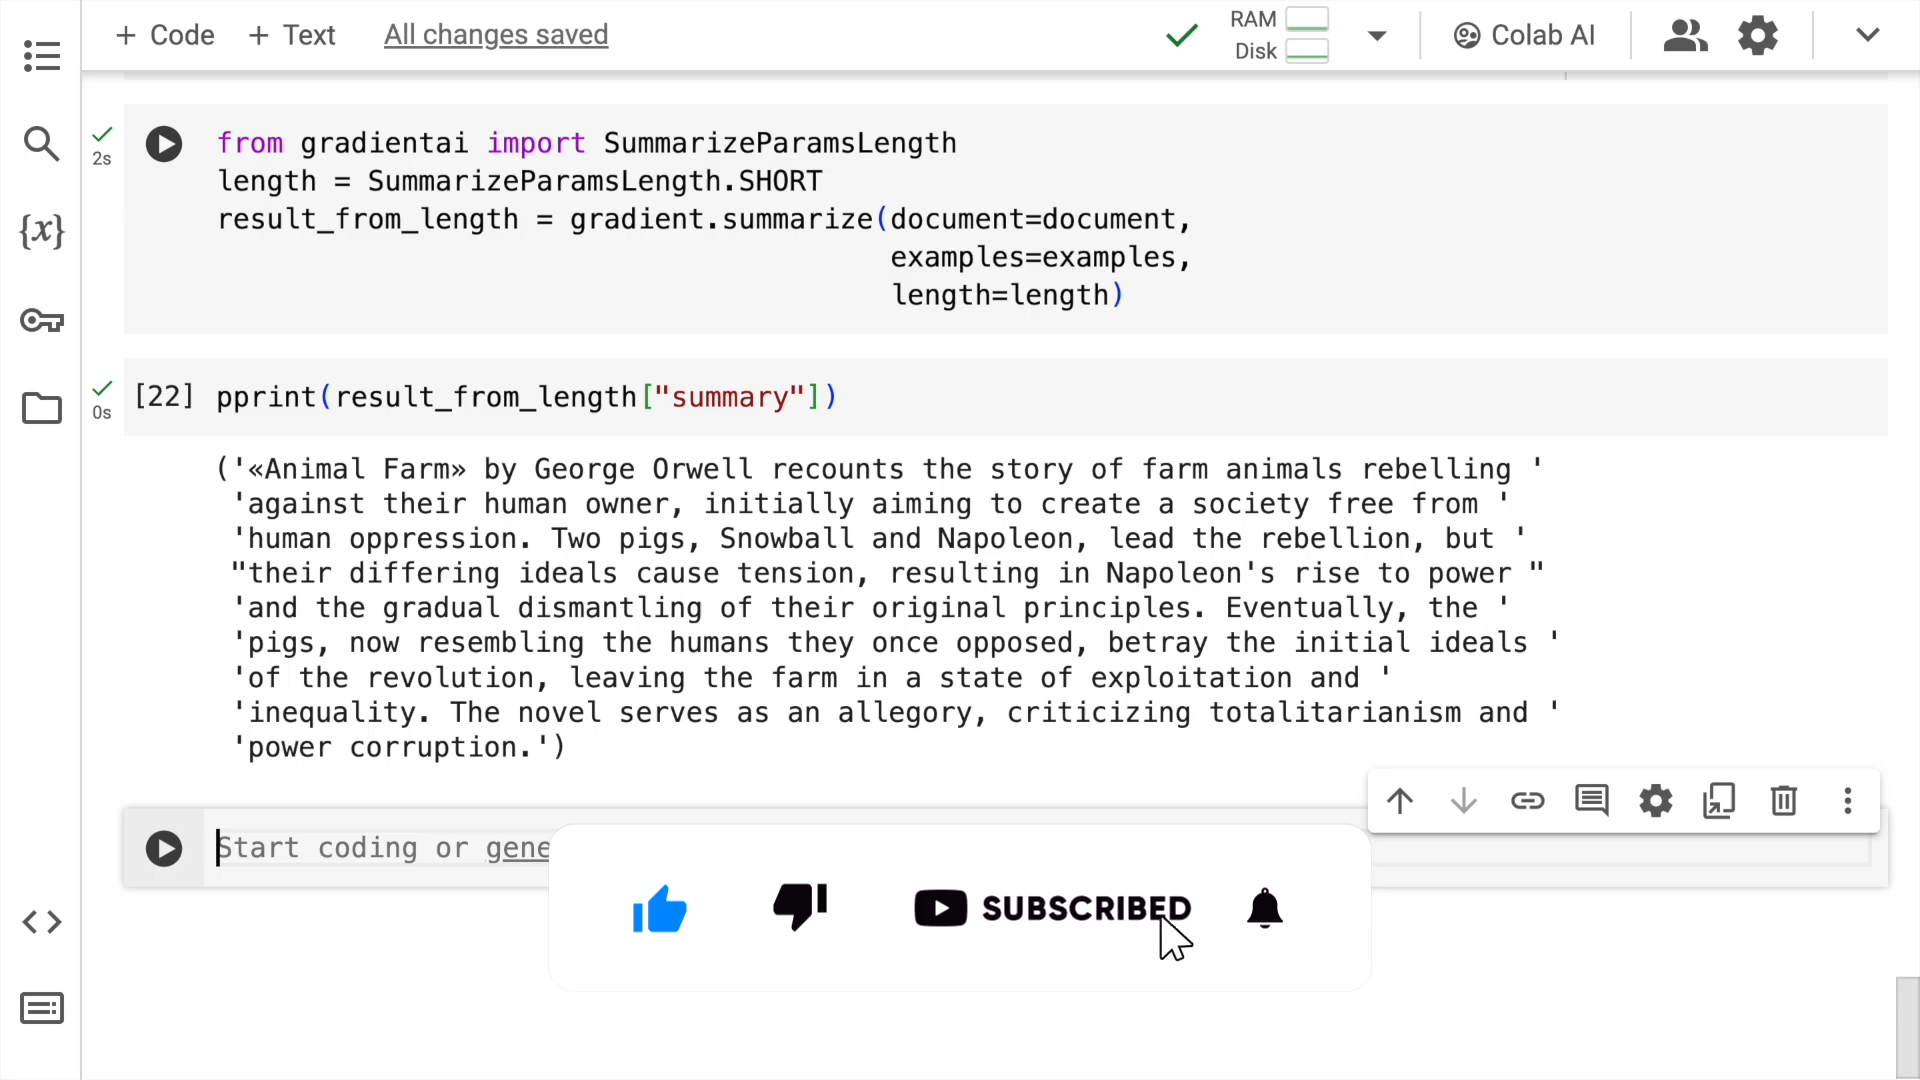 + Code + Text All changes saved RAM Disk Colab AI
2s
from gradientai import SummarizeParamsLength
length = SummarizeParamsLength.SHORT
result_from_length = gradient.summarize(document=document,
examples=examples,
length=length)
0s
[22] pprint(result_from_length["summary"])
('«Animal Farm» by George Orwell recounts the story of farm animals rebelling '
'against their human owner, initially aiming to create a society free from '
'human oppression. Two pigs, Snowball and Napoleon, lead the rebellion, but '
"their differing ideals cause tension, resulting in Napoleon's rise to power "
'and the gradual dismantling of their original principles. Eventually, the '
'pigs, now resembling the humans they once opposed, betray the initial ideals '
'of the revolution, leaving the farm in a state of exploitation and '
'inequality. The novel serves as an allegory, criticizing totalitarianism and '
'power corruption.')
Start coding or gene
SUBSCRIBED
{x}